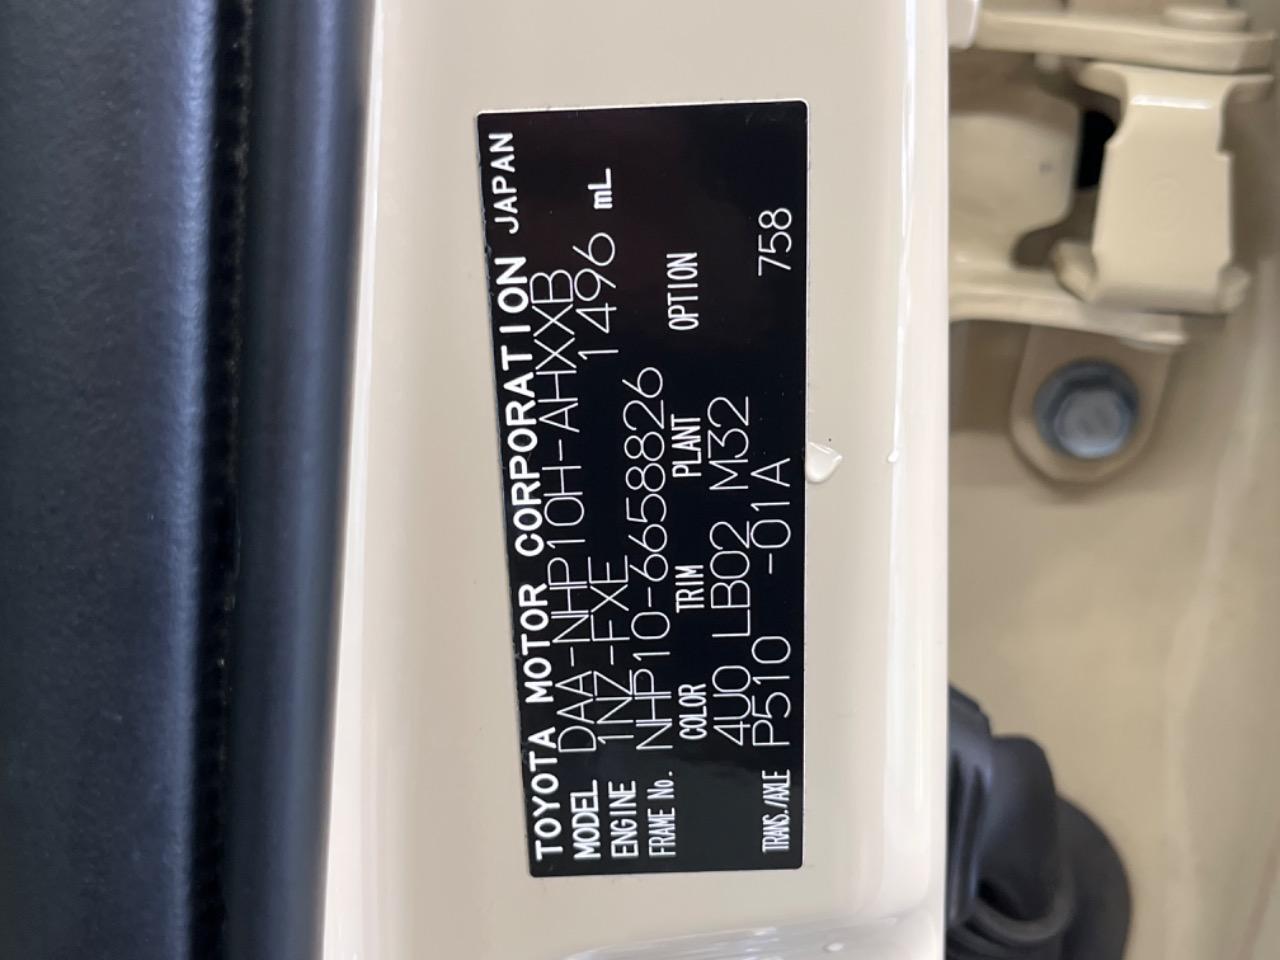 TOYOTA MOTOR CORPORATION JAPAN
MODEL DAA-NHP10H-AHXXB
ENGINE 1NZ-FXE 1496 mL
FRAME No. NHP10-6658826
COLOR TRIM PLANT OPTION
4U0 LB02 M32
TRANS./AXLE P510 -01A 758